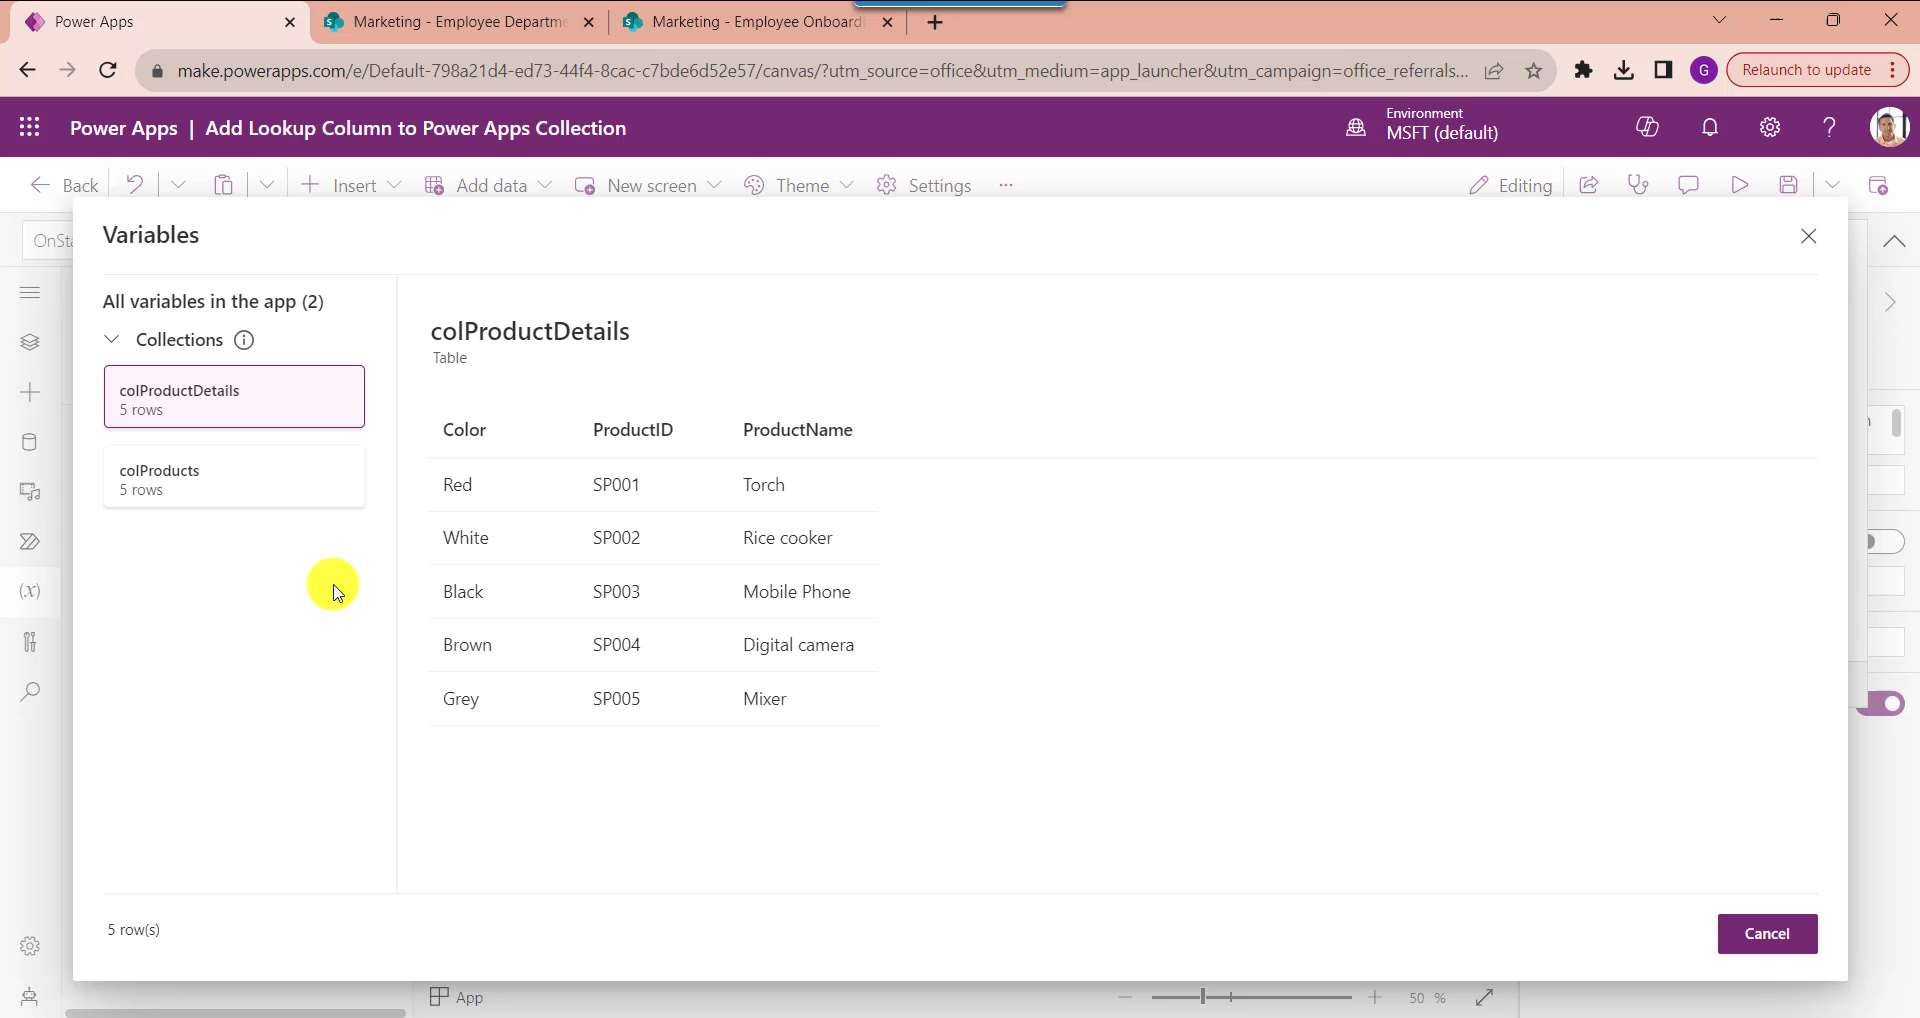 Power Apps
Marketing - Employee Departme
Marketing - Employee Onboardi
make.powerapps.com/e/Default-798a21d4-ed73-44f4-8cac-c7bde6d52e57/canvas/?utm_source=office&utm_medium=app_launcher&utm_campaign=office_referrals...
G
Relaunch to update
Power Apps | Add Lookup Column to Power Apps Collection
Environment
MSFT (default)
Back
Insert
Add data
New screen
Theme
Settings
...
Editing
OnSta
Variables
All variables in the app (2)
Collections
colProductDetails
5 rows
colProducts
5 rows
(x)
colProductDetails
Table
Color ProductID ProductName
Red SP001 Torch
White SP002 Rice cooker
Black SP003 Mobile Phone
Brown SP004 Digital camera
Grey SP005 Mixer
5 row(s)
Cancel
App
50 %